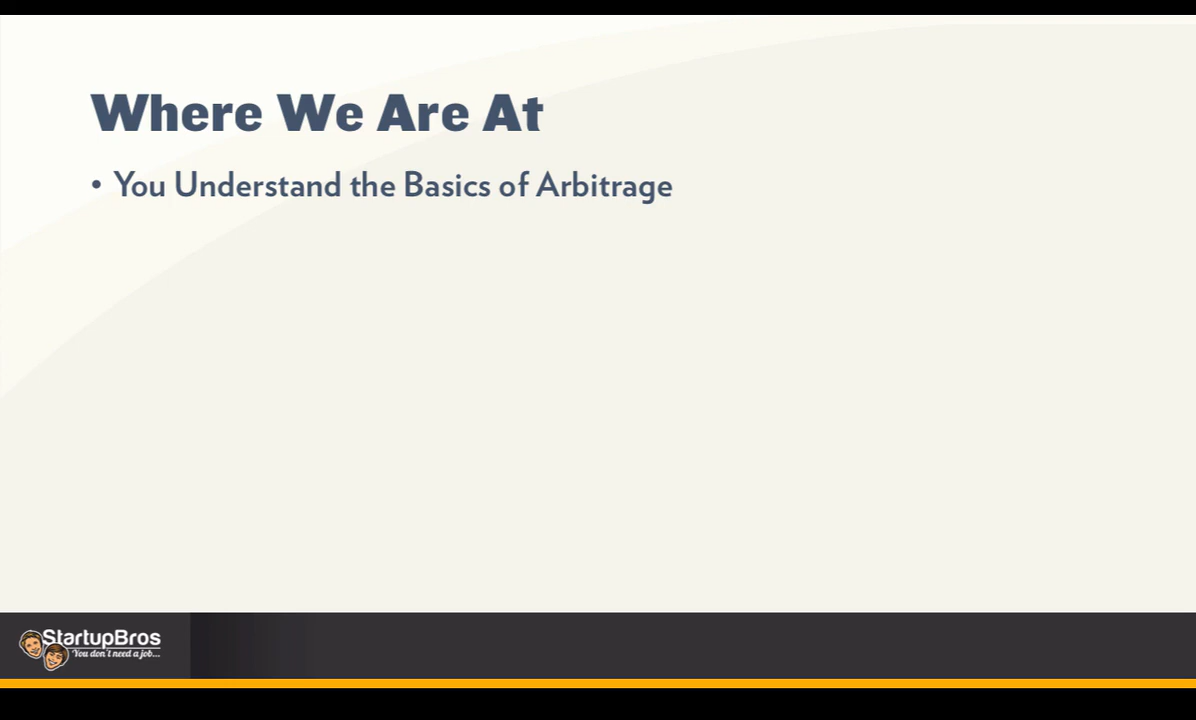 Where We Are At
• You Understand the Basics of Arbitrage
StartupBros
You don't need a job...